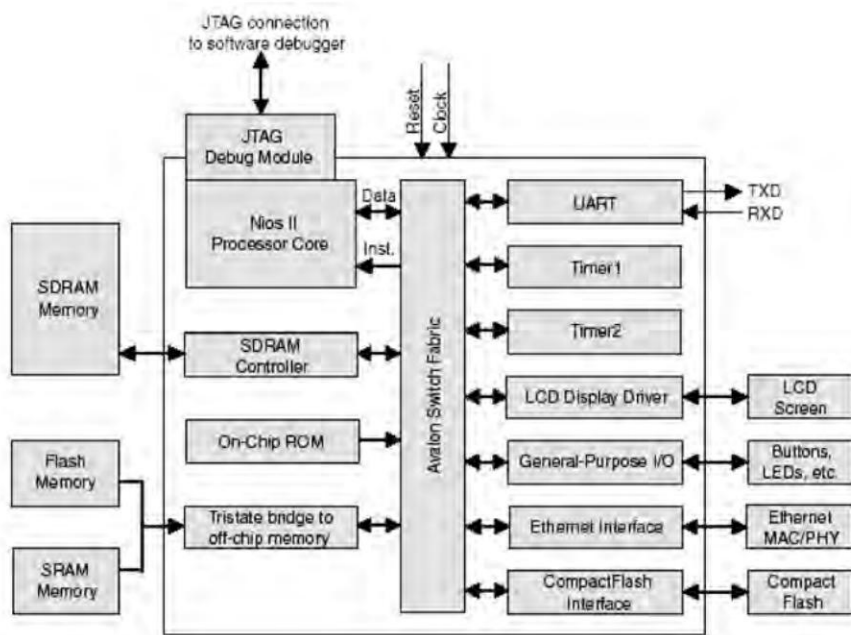 JTAG connection
to software debugger
Reset
Clock
JTAG
Debug Module
Nios II
Processor Core
Data
Inst.
Avalon Switch Fabric
UART
TXD
RXD
Timer1
Timer2
SDRAM
Memory
SDRAM
Controller
LCD Display Driver
LCD
Screen
On-Chip ROM
General-Purpose I/O
Buttons,
LEDs, etc
Flash
Memory
Tristate bridge to
off-chip memory
Ethernet Interface
Ethernet
MAC/PHY
SRAM
Memory
CompactFlash
Interface
Compact
Flash